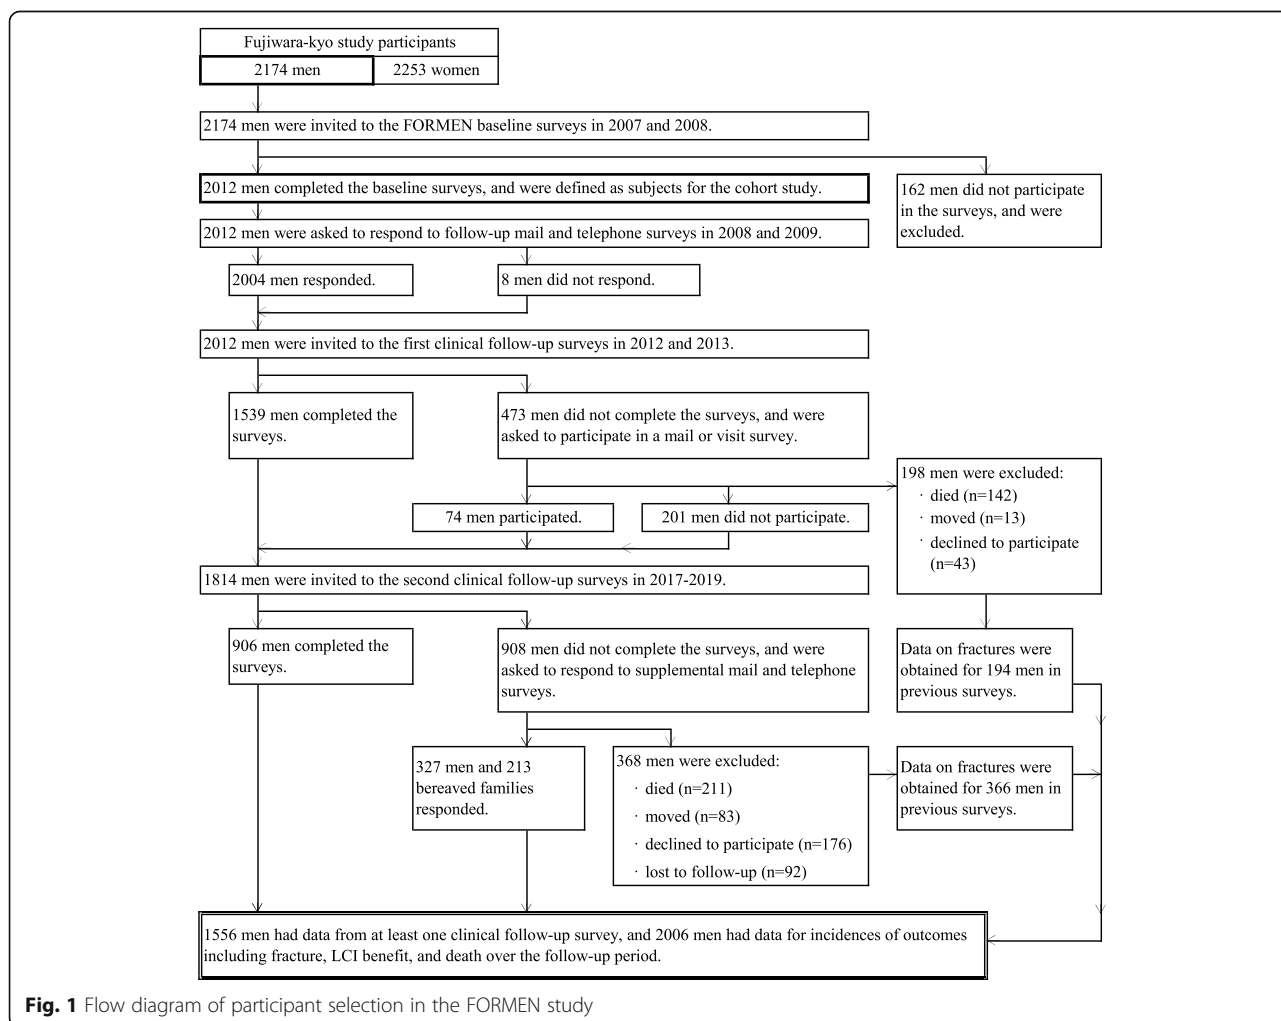 Fujiwara-kyo study participants
2174 men
2253 women
2174 men were invited to the FORMEN baseline surveys in 2007 and 2008.
2012 men completed the baseline surveys, and were defined as subjects for the cohort study.
162 men did not participate
in the surveys, and were
excluded.
2012 men were asked to respond to follow-up mail and telephone surveys in 2008 and 2009.
2004 men responded.
8 men did not respond.
2012 men were invited to the first clinical follow-up surveys in 2012 and 2013.
1539 men completed the
surveys.
473 men did not complete the surveys, and were
asked to participate in a mail or visit survey.
198 men were excluded:
· died (n=142)
· moved (n=13)
· declined to participate
(n=43)
74 men participated.
201 men did not participate.
1814 men were invited to the second clinical follow-up surveys in 2017-2019.
906 men completed the
surveys.
908 men did not complete the surveys, and were
asked to respond to supplemental mail and telephone
surveys.
Data on fractures were
obtained for 194 men in
previous surveys.
327 men and 213
bereaved families
responded.
368 men were excluded:
· died (n=211)
· moved (n=83)
· declined to participate (n=176)
· lost to follow-up (n=92)
Data on fractures were
obtained for 366 men in
previous surveys.
1556 men had data from at least one clinical follow-up survey, and 2006 men had data for incidences of outcomes
including fracture, LCI benefit, and death over the follow-up period.
Fig. 1 Flow diagram of participant selection in the FORMEN study